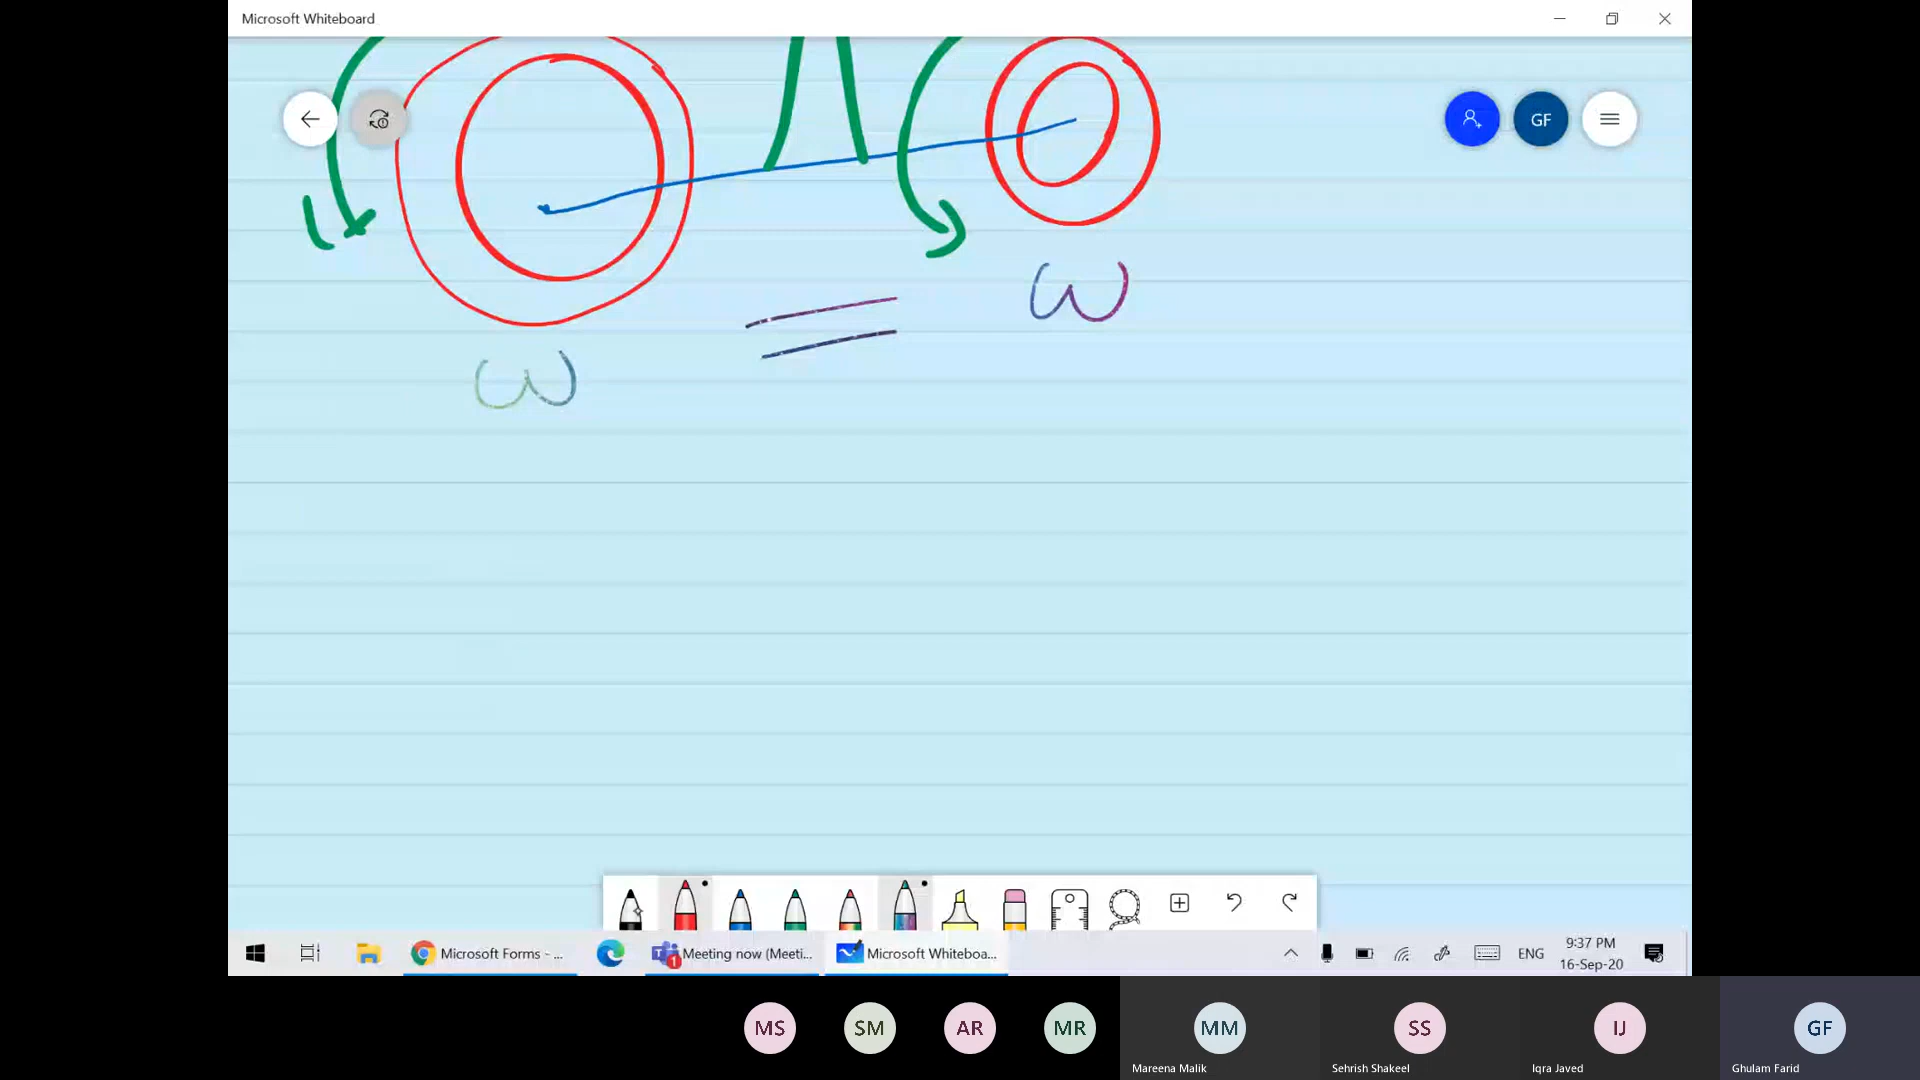 Microsoft Whiteboard
GF
ω = ω
Microsoft Forms - ...
Meeting now (Meeti...
1
Microsoft Whiteboa...
ENG
9:37 PM
16-Sep-20
MS
SM
AR
MR
MM
SS
IJ
GF
Mareena Malik
Sehrish Shakeel
Iqra Javed
Ghulam Farid